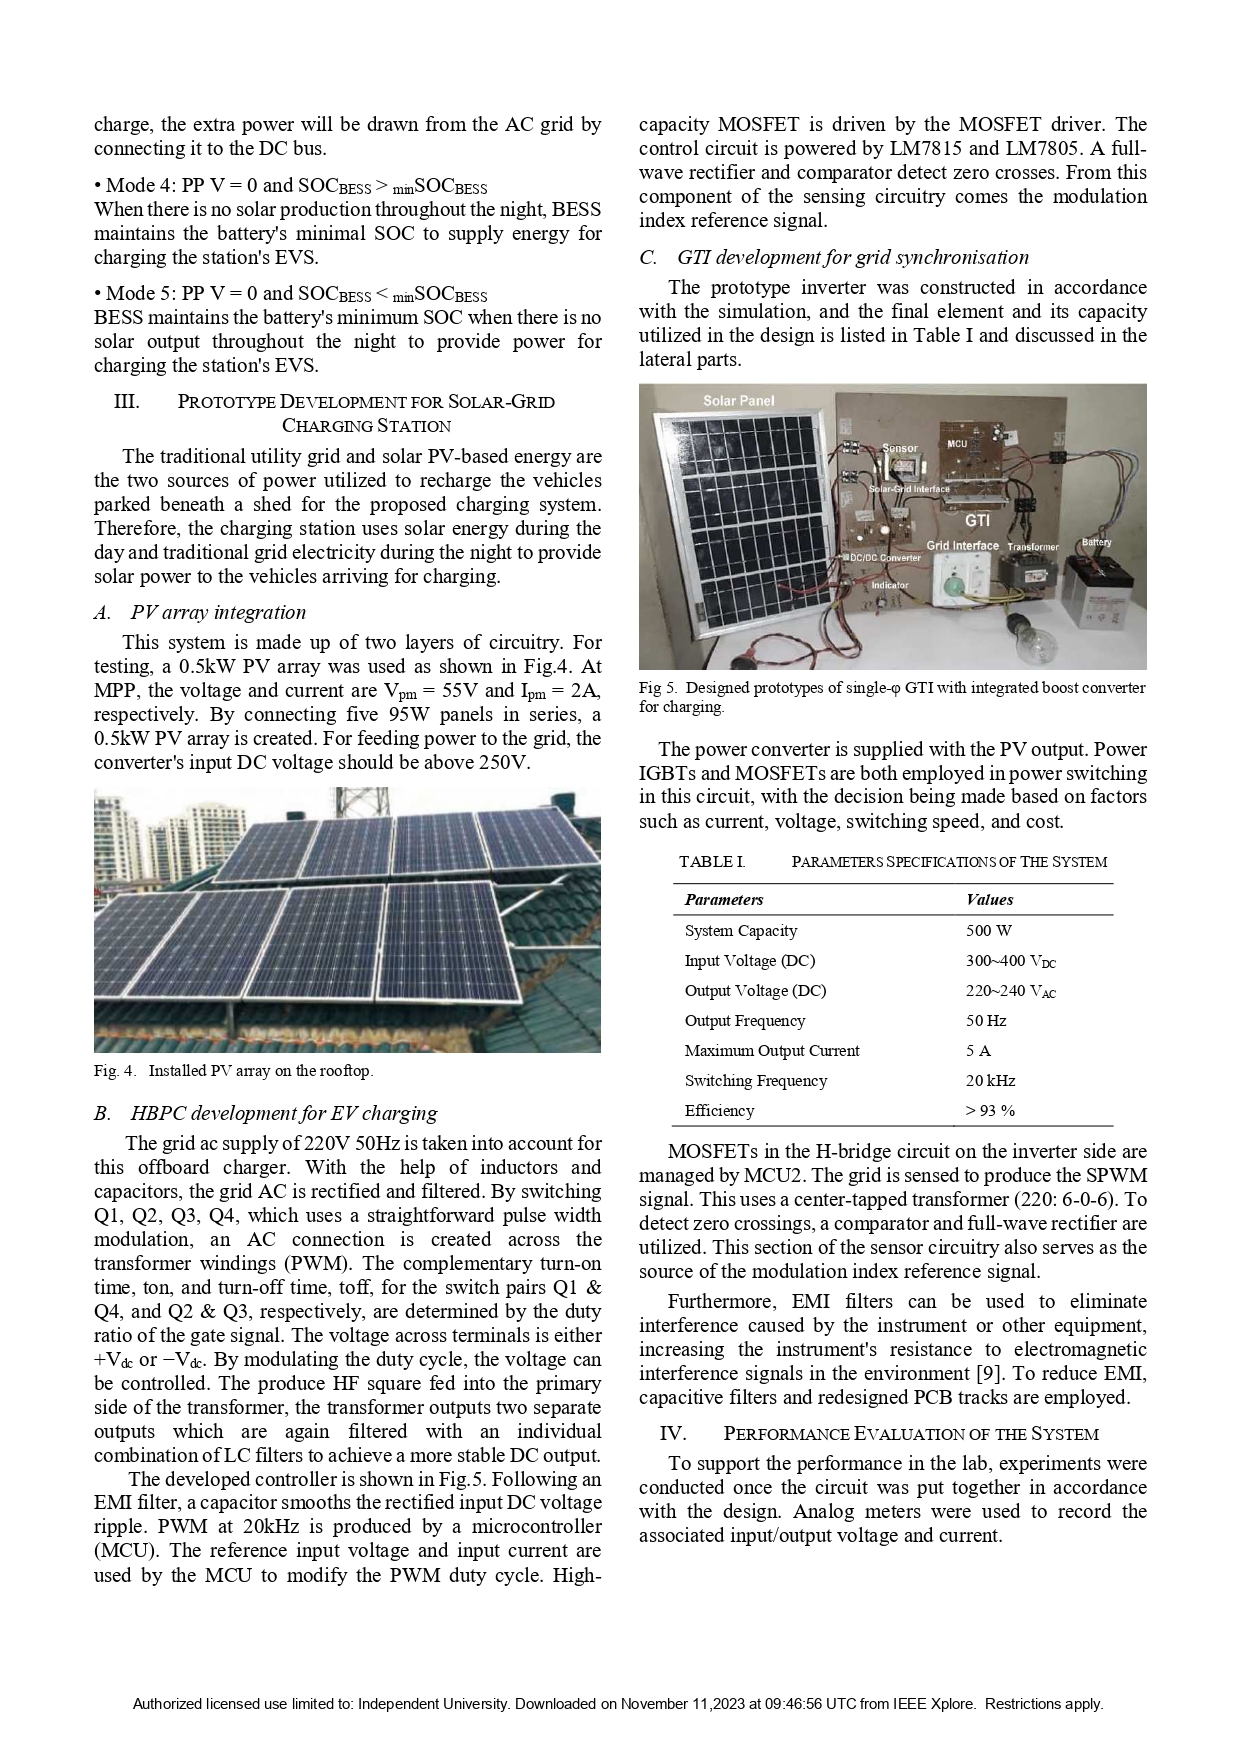 charge, the extra power will be drawn from the AC grid by
connecting it to the DC bus.
• Mode 4: PP V = 0 and SOCBESS > minSOCBESS
When there is no solar production throughout the night, BESS
maintains the battery's minimal SOC to supply energy for
charging the station's EVS.
• Mode 5: PP V = 0 and SOCBESS < minSOCBESS
BESS maintains the battery's minimum SOC when there is no
solar output throughout the night to provide power for
charging the station's EVS.
III. PROTOTYPE DEVELOPMENT FOR SOLAR-GRID
CHARGING STATION
The traditional utility grid and solar PV-based energy are
the two sources of power utilized to recharge the vehicles
parked beneath a shed for the proposed charging system.
Therefore, the charging station uses solar energy during the
day and traditional grid electricity during the night to provide
solar power to the vehicles arriving for charging.
A. PV array integration
This system is made up of two layers of circuitry. For
testing, a 0.5kW PV array was used as shown in Fig.4. At
MPP, the voltage and current are Vpm = 55V and Ipm = 2A,
respectively. By connecting five 95W panels in series, a
0.5kW PV array is created. For feeding power to the grid, the
converter's input DC voltage should be above 250V.
Fig. 4. Installed PV array on the rooftop.
B. HBPC development for EV charging
The grid ac supply of 220V 50Hz is taken into account for
this offboard charger. With the help of inductors and
capacitors, the grid AC is rectified and filtered. By switching
Q1, Q2, Q3, Q4, which uses a straightforward pulse width
modulation, an AC connection is created across the
transformer windings (PWM). The complementary turn-on
time, ton, and turn-off time, toff, for the switch pairs Q1 &
Q4, and Q2 & Q3, respectively, are determined by the duty
ratio of the gate signal. The voltage across terminals is either
+Vdc or −Vdc. By modulating the duty cycle, the voltage can
be controlled. The produce HF square fed into the primary
side of the transformer, the transformer outputs two separate
outputs which are again filtered with an individual
combination of LC filters to achieve a more stable DC output.
The developed controller is shown in Fig.5. Following an
EMI filter, a capacitor smooths the rectified input DC voltage
ripple. PWM at 20kHz is produced by a microcontroller
(MCU). The reference input voltage and input current are
used by the MCU to modify the PWM duty cycle. High-
capacity MOSFET is driven by the MOSFET driver. The
control circuit is powered by LM7815 and LM7805. A full-
wave rectifier and comparator detect zero crosses. From this
component of the sensing circuitry comes the modulation
index reference signal.
C. GTI development for grid synchronisation
The prototype inverter was constructed in accordance
with the simulation, and the final element and its capacity
utilized in the design is listed in Table I and discussed in the
lateral parts.
Solar Panel
Sensor
MCU
Solar-Grid Interface
GTI
DC/DC Converter
Grid Interface
Transformer
Battery
Indicator
Fig 5. Designed prototypes of single-φ GTI with integrated boost converter
for charging.
The power converter is supplied with the PV output. Power
IGBTs and MOSFETs are both employed in power switching
in this circuit, with the decision being made based on factors
such as current, voltage, switching speed, and cost.
TABLE I. PARAMETERS SPECIFICATIONS OF THE SYSTEM
Parameters Values
System Capacity 500 W
Input Voltage (DC) 300~400 VDC
Output Voltage (DC) 220~240 VAC
Output Frequency 50 Hz
Maximum Output Current 5 A
Switching Frequency 20 kHz
Efficiency > 93 %
MOSFETs in the H-bridge circuit on the inverter side are
managed by MCU2. The grid is sensed to produce the SPWM
signal. This uses a center-tapped transformer (220: 6-0-6). To
detect zero crossings, a comparator and full-wave rectifier are
utilized. This section of the sensor circuitry also serves as the
source of the modulation index reference signal.
Furthermore, EMI filters can be used to eliminate
interference caused by the instrument or other equipment,
increasing the instrument's resistance to electromagnetic
interference signals in the environment [9]. To reduce EMI,
capacitive filters and redesigned PCB tracks are employed.
IV. PERFORMANCE EVALUATION OF THE SYSTEM
To support the performance in the lab, experiments were
conducted once the circuit was put together in accordance
with the design. Analog meters were used to record the
associated input/output voltage and current.
Authorized licensed use limited to: Independent University. Downloaded on November 11,2023 at 09:46:56 UTC from IEEE Xplore. Restrictions apply.